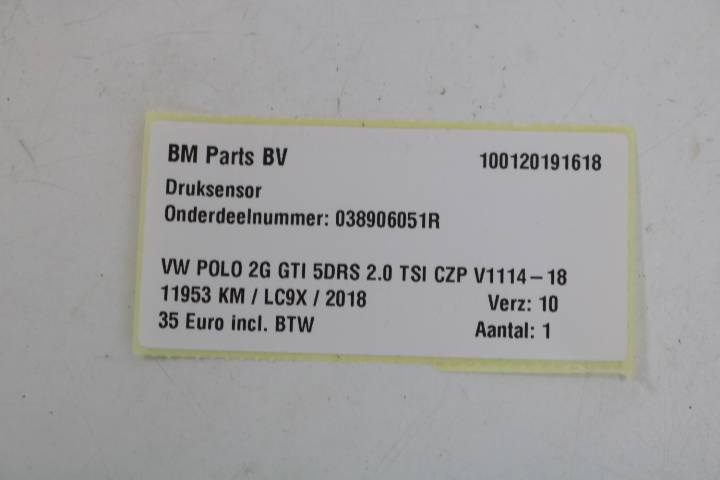 BM Parts BV 100120191618
Druksensor
Onderdeelnummer: 038906051R
VW POLO 2G GTI 5DRS 2.0 TSI CZP V1114-18
11953 KM / LC9X / 2018 Verz: 10
35 Euro incl. BTW Aantal: 1